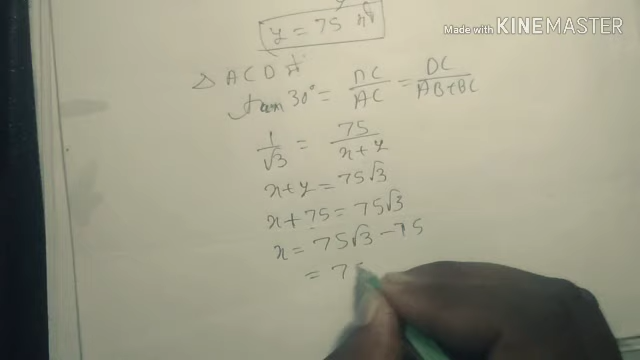 Made with KINEMASTER
y = 75 मी
△ ACD में
tan 30° = DC/AC = DC/AB+BC
1/√3 = 75/x+y
x+y = 75√3
x+75 = 75√3
x = 75√3 - 75
= 75